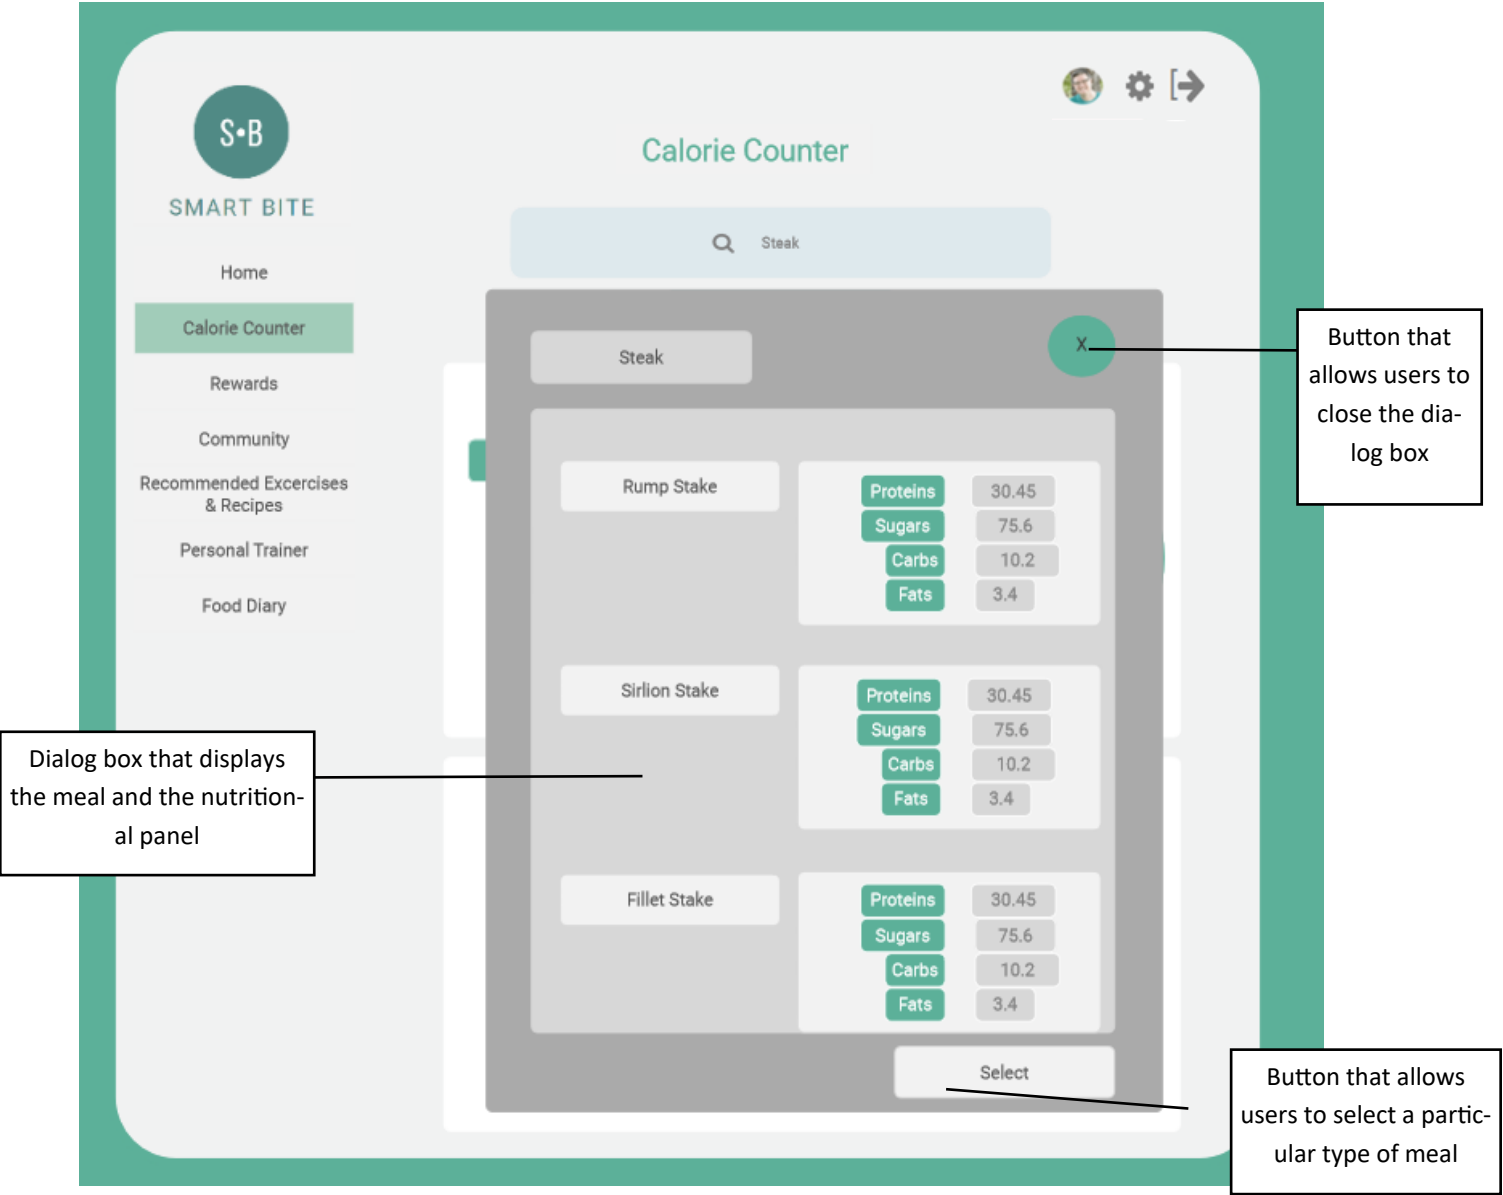 S•B
SMART BITE
Home
Calorie Counter
Rewards
Community
Recommended Excercises
& Recipes
Personal Trainer
Food Diary
Calorie Counter
Steak
Steak
X
Rump Stake
Proteins 30.45
Sugars 75.6
Carbs 10.2
Fats 3.4
Sirlion Stake
Proteins 30.45
Sugars 75.6
Carbs 10.2
Fats 3.4
Fillet Stake
Proteins 30.45
Sugars 75.6
Carbs 10.2
Fats 3.4
Select
Button that
allows users to
close the dia-
log box
Dialog box that displays
the meal and the nutrition-
al panel
Button that allows
users to select a partic-
ular type of meal